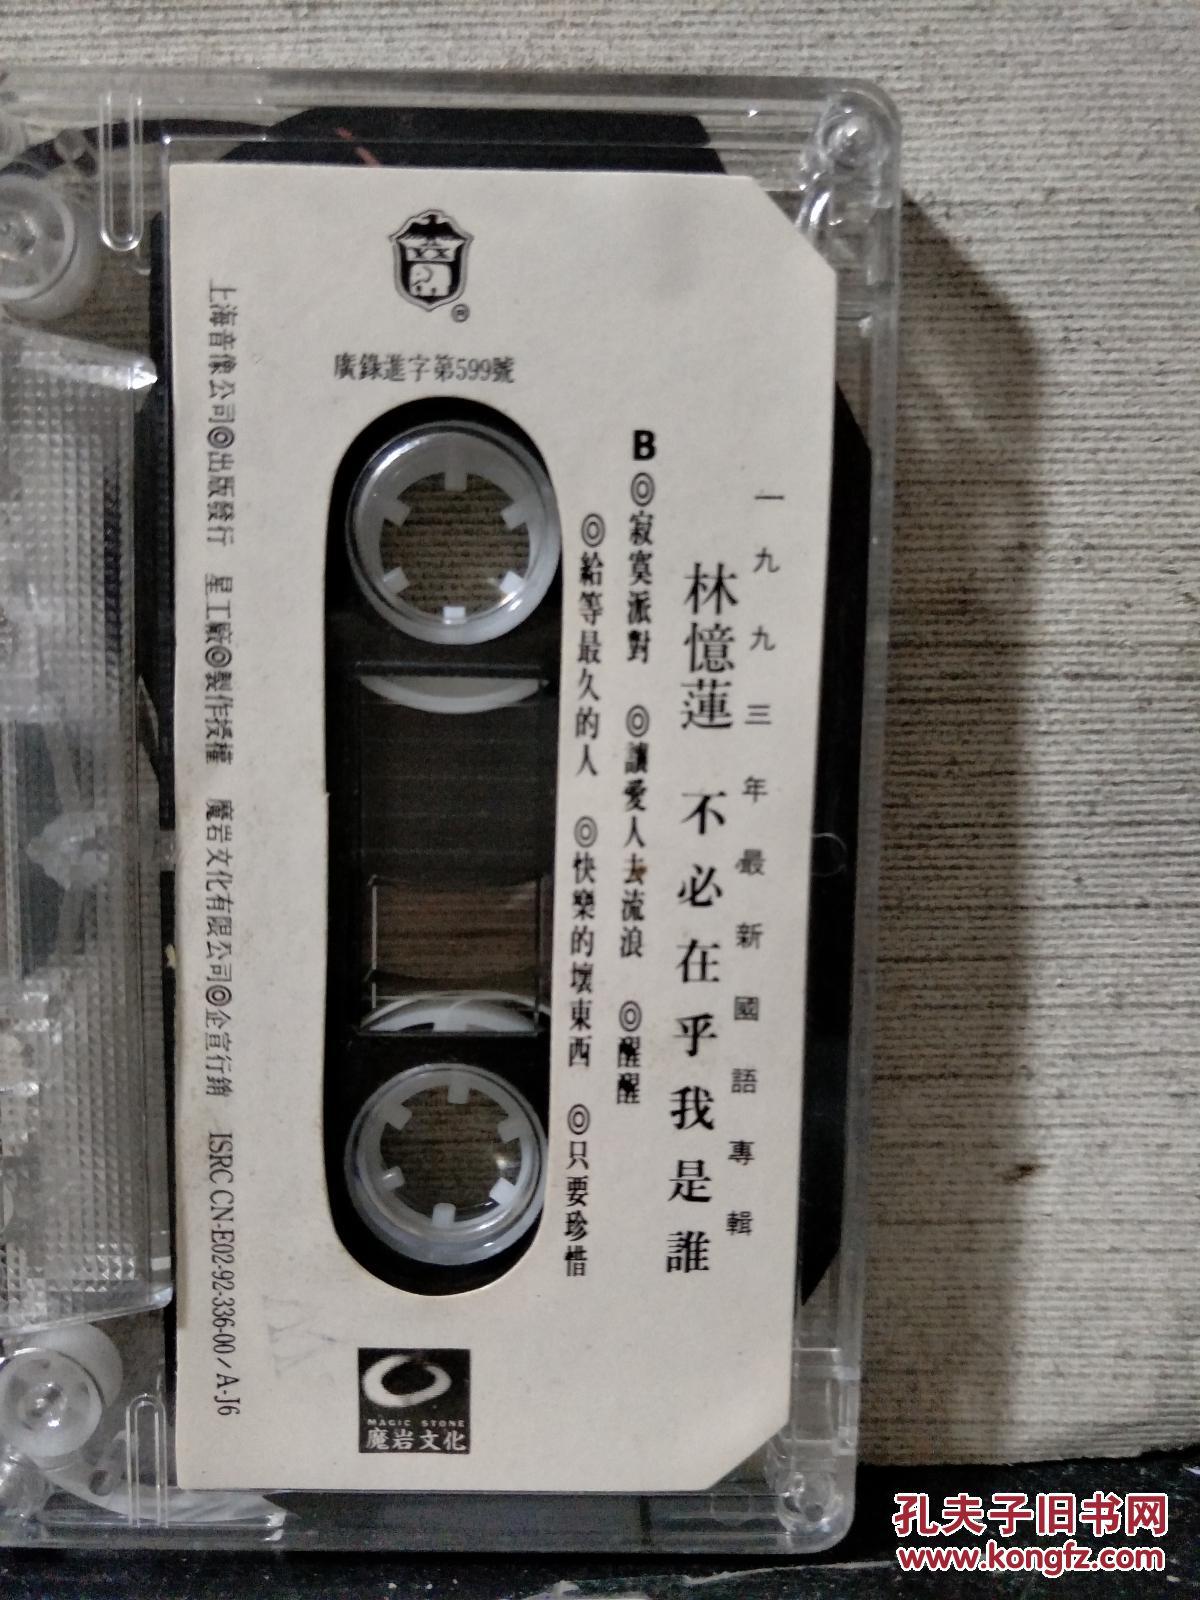 一九九三年最新國語專輯
林憶蓮 不必在乎我是誰
B◎寂寞派對 ◎讓愛人去流浪 ◎醒醒
◎給等最久的人 ◎快樂的壞東西 ◎只要珍惜
YX
®
廣錄進字第599號
MAGIC STONE
魔岩文化
上海音像公司◎出版發行 星工廠◎製作授權 魔岩文化有限公司◎企宣行銷 ISRC CN-E02-92-336-00/A·J6
孔夫子旧书网
www.kongfz.com